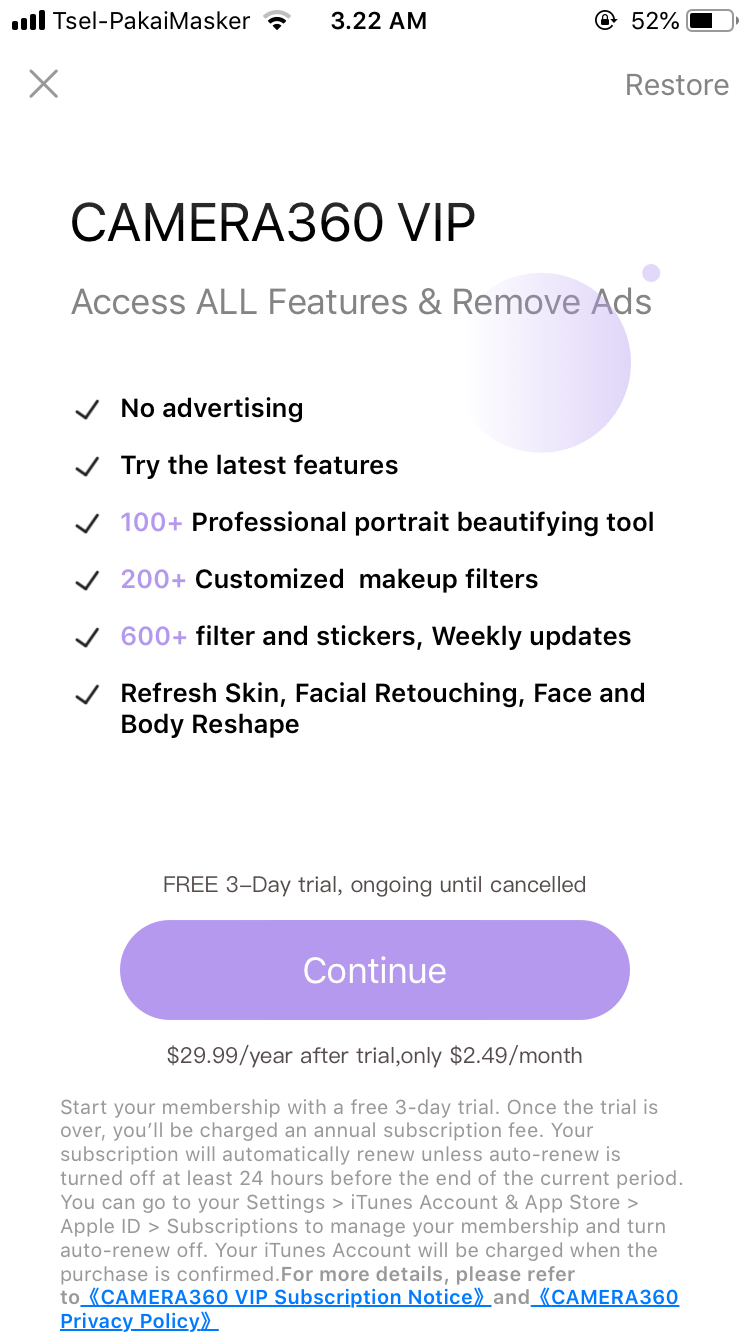 Tsel-PakaiMasker 3.22 AM 52%
Restore
CAMERA360 VIP
Access ALL Features & Remove Ads
No advertising
Try the latest features
100+ Professional portrait beautifying tool
200+ Customized  makeup filters
600+ filter and stickers, Weekly updates
Refresh Skin, Facial Retouching, Face and
Body Reshape
FREE 3–Day trial, ongoing until cancelled
Continue
$29.99/year after trial,only $2.49/month
Start your membership with a free 3-day trial. Once the trial is
over, you’ll be charged an annual subscription fee. Your
subscription will automatically renew unless auto-renew is
turned off at least 24 hours before the end of the current period.
You can go to your Settings > iTunes Account & App Store >
Apple ID > Subscriptions to manage your membership and turn
auto-renew off. Your iTunes Account will be charged when the
purchase is confirmed.For more details, please refer
to《CAMERA360 VIP Subscription Notice》and《CAMERA360
Privacy Policy》